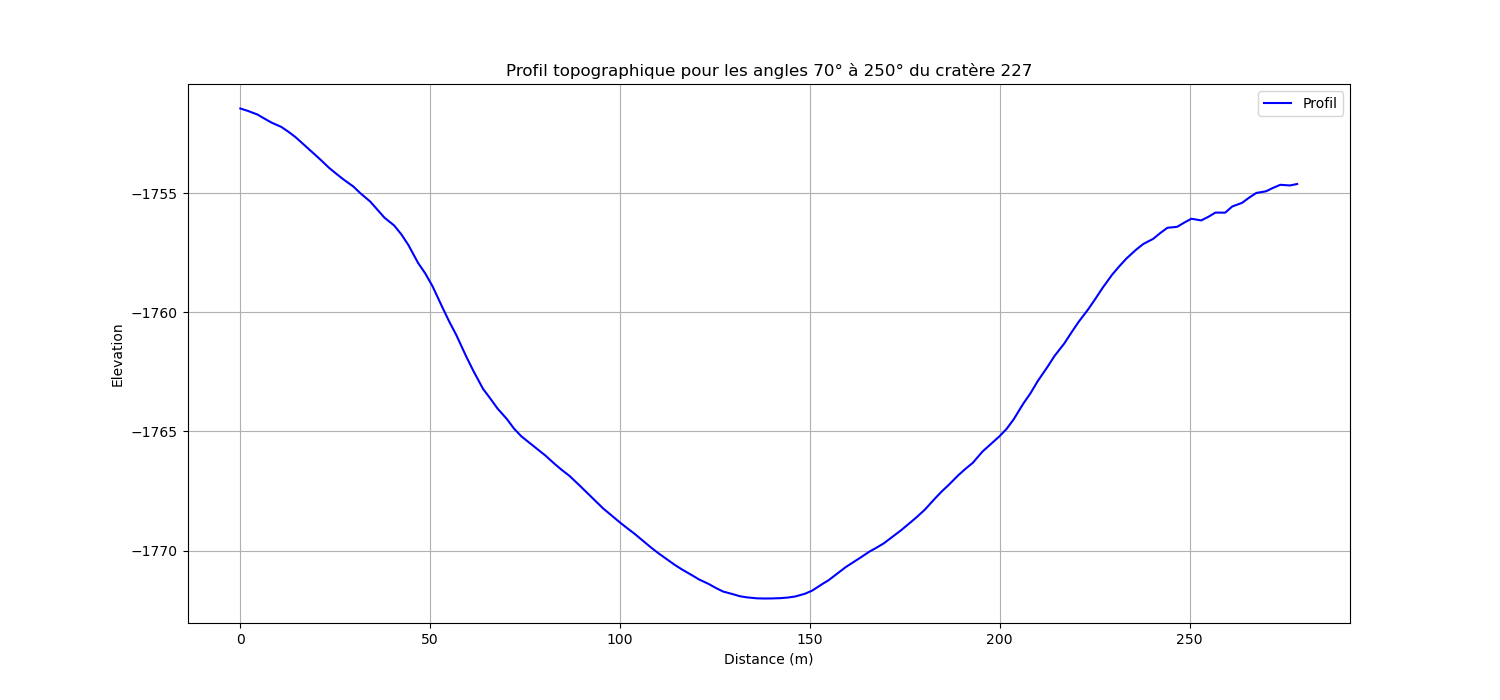 Profil topographique pour les angles 70° à 250° du cratère 227
Profil
−1755
−1760
−1765
−1770
Elevation
0 50 100 150 200 250
Distance (m)